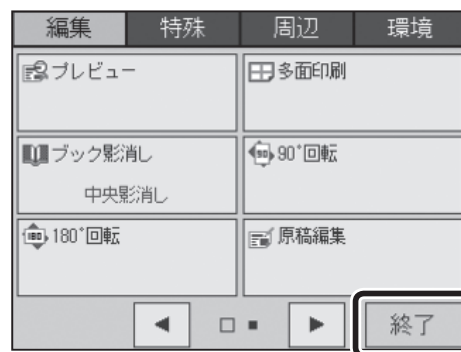 編集 特殊 周辺 環境
プレビュー 多面印刷
ブック影消し 90°回転
中央影消し
180°回転 原稿編集
終了